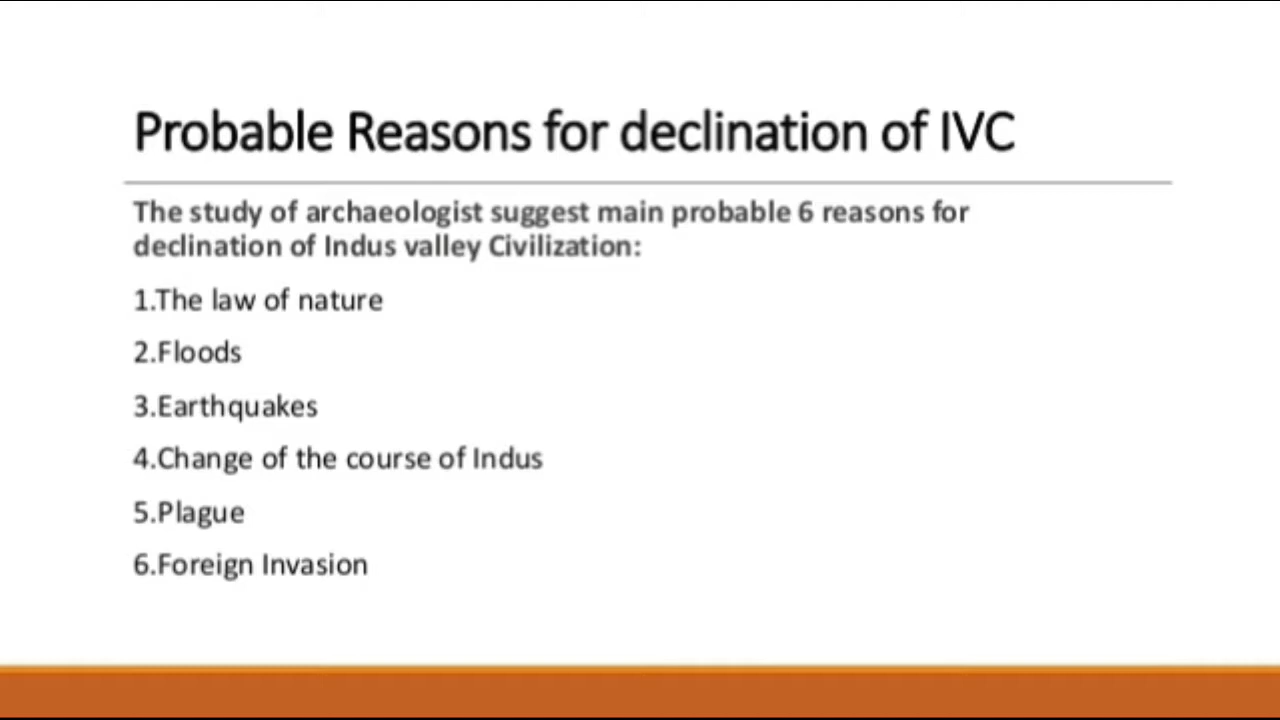 Probable Reasons for declination of IVC
The study of archaeologist suggest main probable 6 reasons for
declination of Indus valley Civilization:
1.The law of nature
2.Floods
3.Earthquakes
4.Change of the course of Indus
5.Plague
6.Foreign Invasion